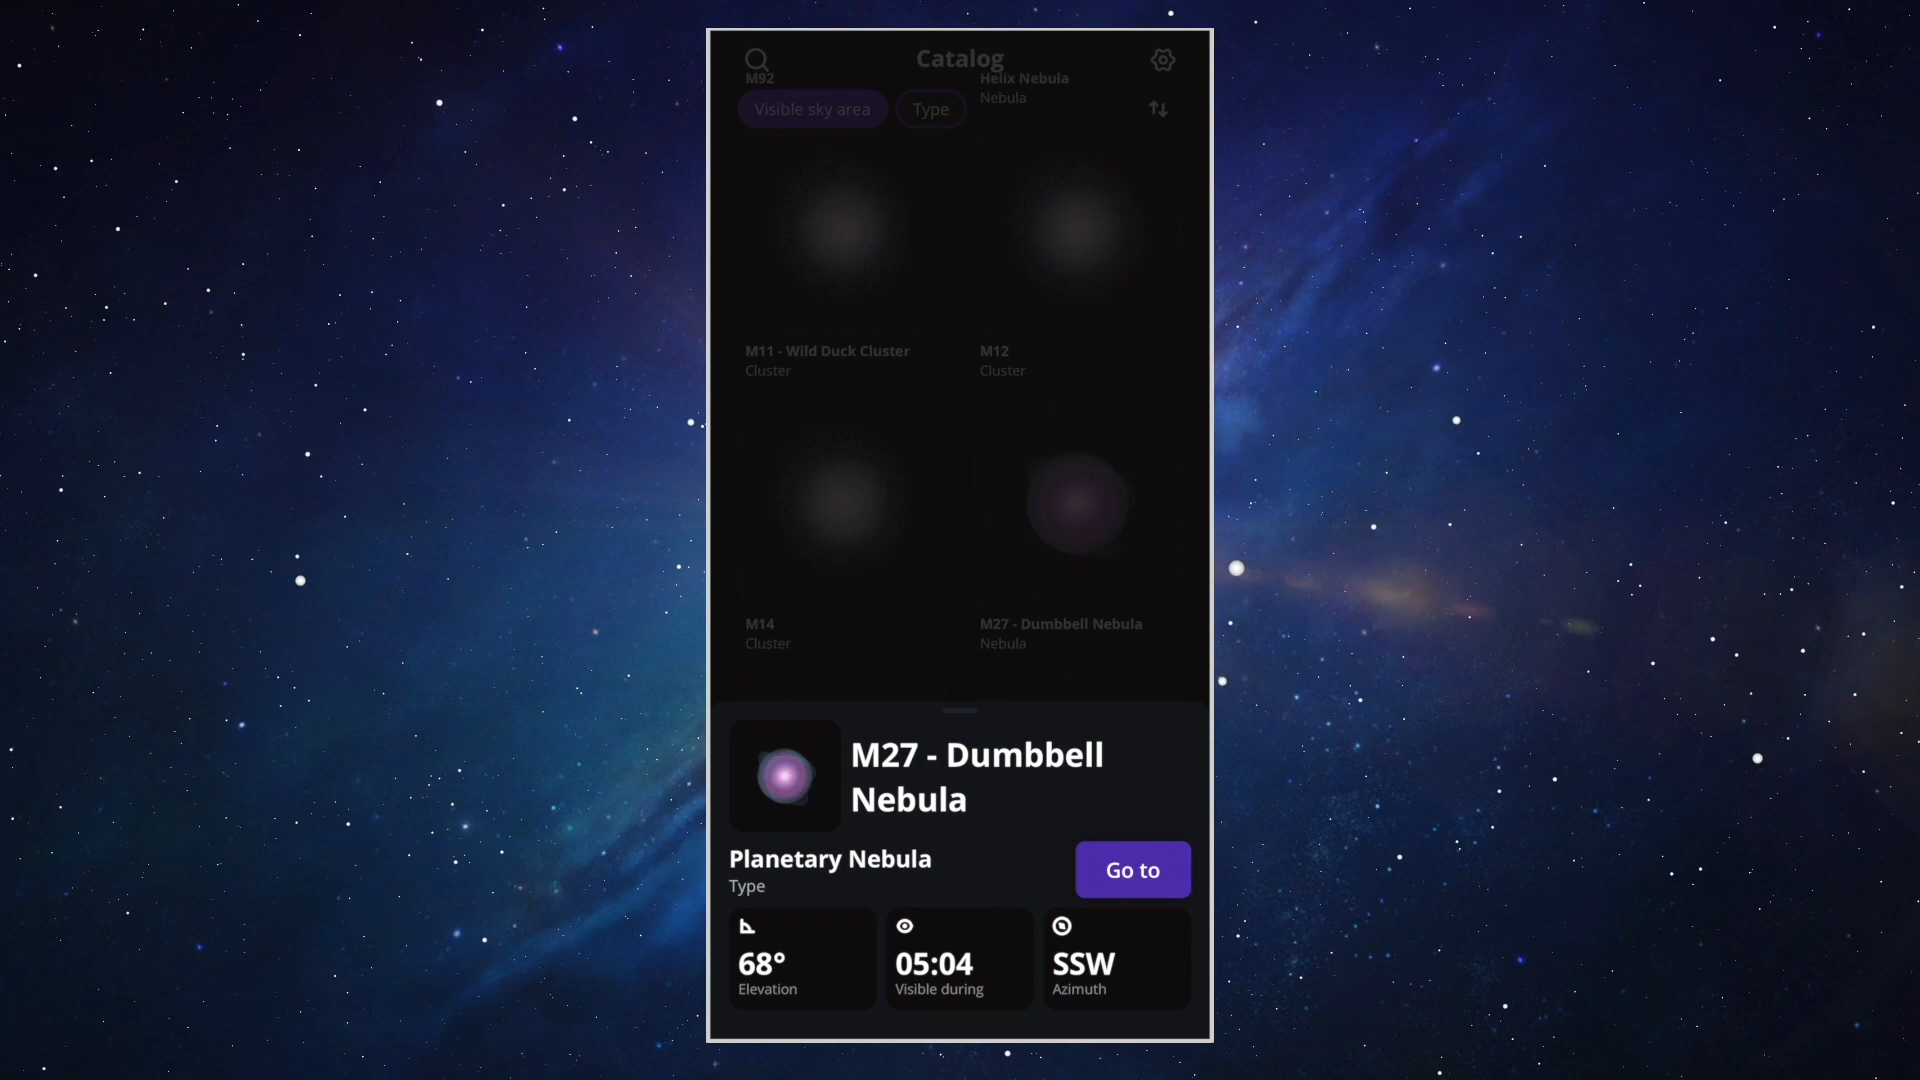 Catalog
M92
Helix Nebula
Nebula
Visible sky area
Type
M11 - Wild Duck Cluster
Cluster
M12
Cluster
M14
Cluster
M27 - Dumbbell Nebula
Nebula
M27 - Dumbbell
Nebula
Planetary Nebula
Type
Go to
68°
Elevation
05:04
Visible during
SSW
Azimuth